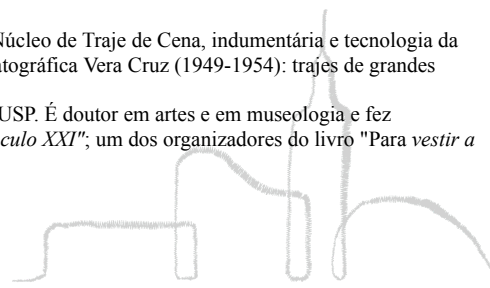 Núcleo de Traje de Cena, indumentária e tecnologia da
atográfica Vera Cruz (1949-1954): trajes de grandes
USP. É doutor em artes e em museologia e fez
culo XXI"; um dos organizadores do livro "Para vestir a